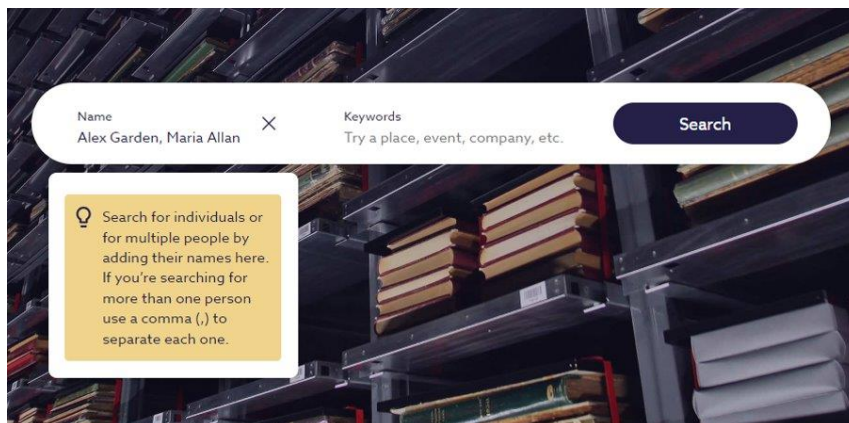 Name
Alex Garden, Maria Allan
Keywords
Try a place, event, company, etc.
Search
Search for individuals or
for multiple people by
adding their names here.
If you’re searching for
more than one person
use a comma (,) to
separate each one.